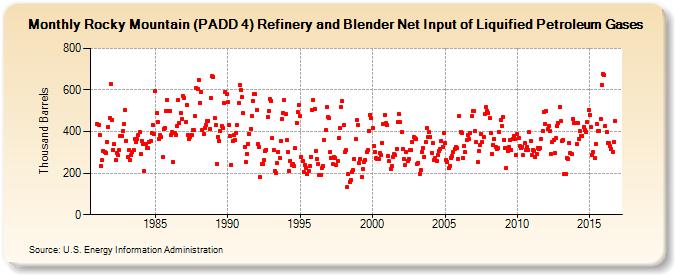 Monthly Rocky Mountain (PADD 4) Refinery and Blender Net Input of Liquified Petroleum Gases
Thousand Barrels
800
600
400
200
0
1985 1990 1995 2000 2005 2010 2015
Source: U.S. Energy Information Administration